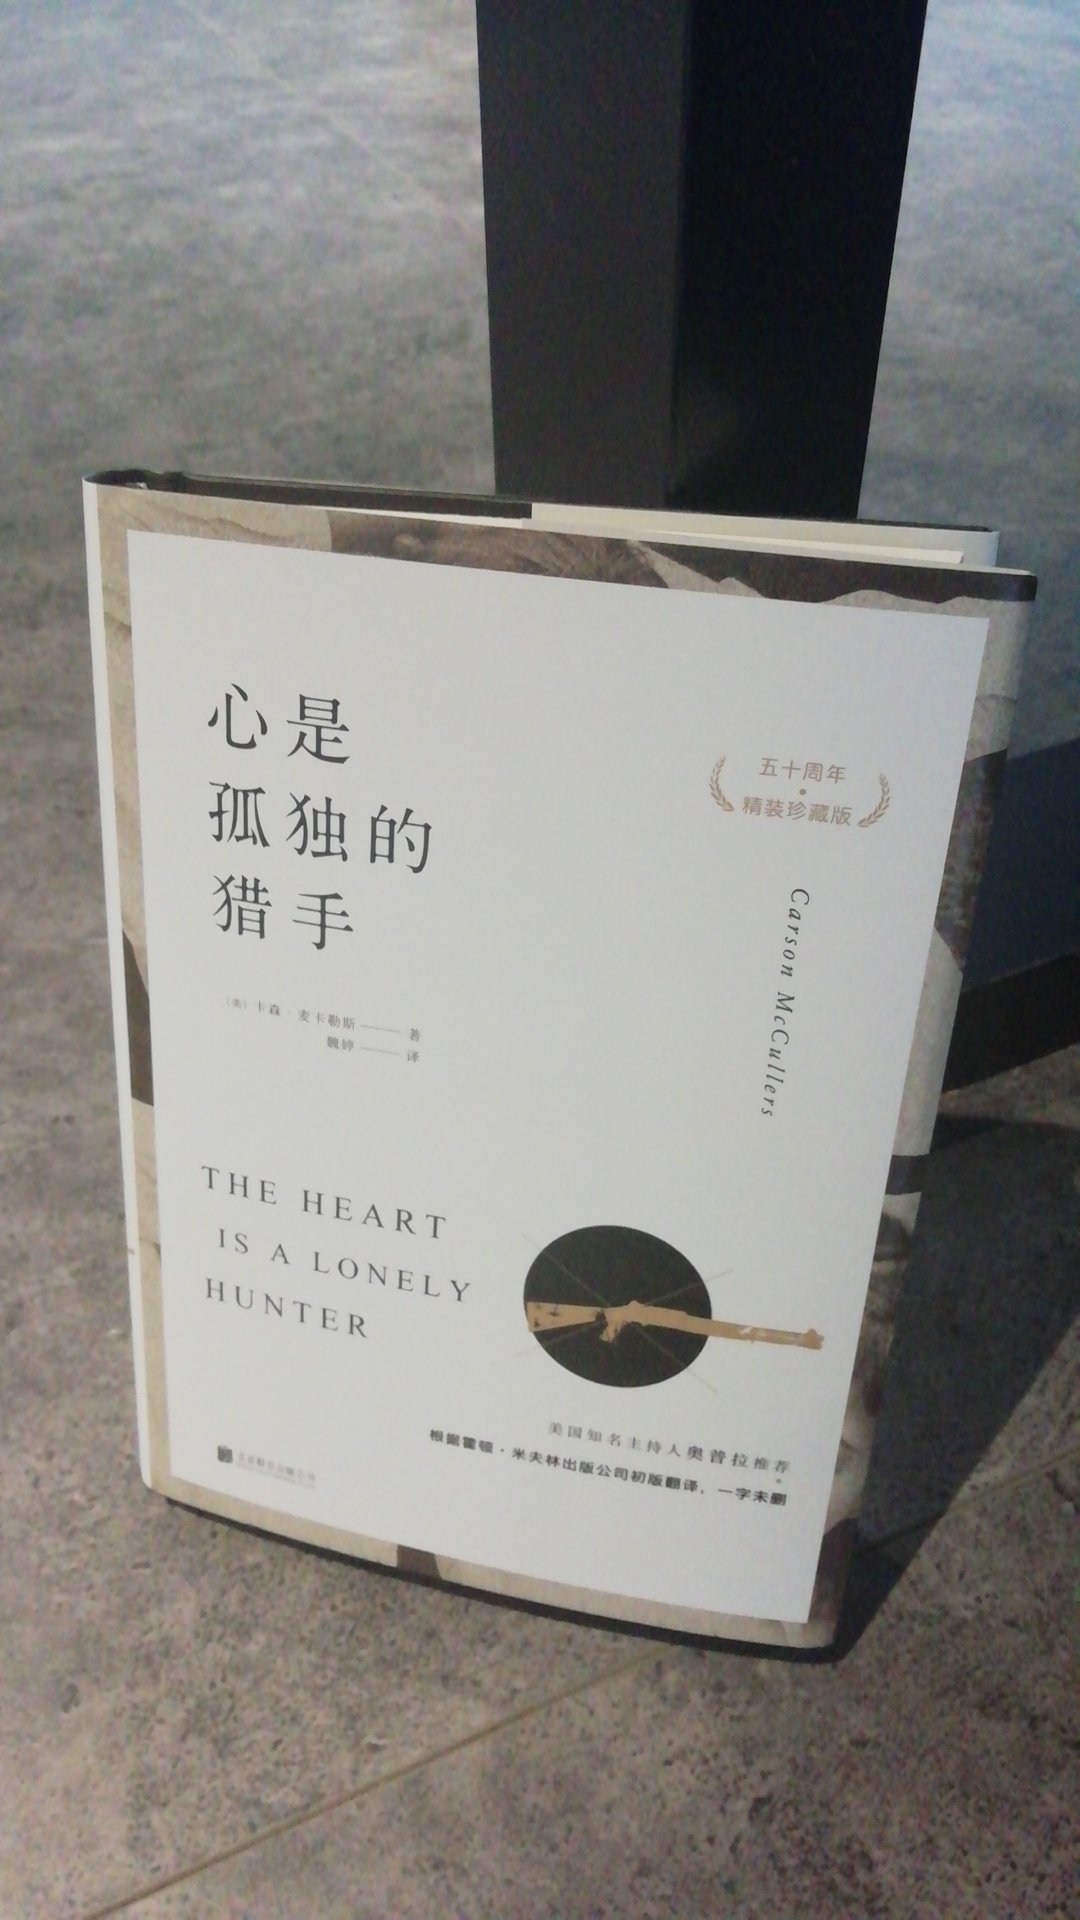 心是
孤独的
猎手
五十周年
精装珍藏版
Carson McCullers
（美）卡森·麦卡勒斯——著
魏婷——译
THE HEART
IS A LONELY
HUNTER
美国知名主持人奥普拉推荐
根据霍顿·米夫林出版公司初版翻译，一字未删